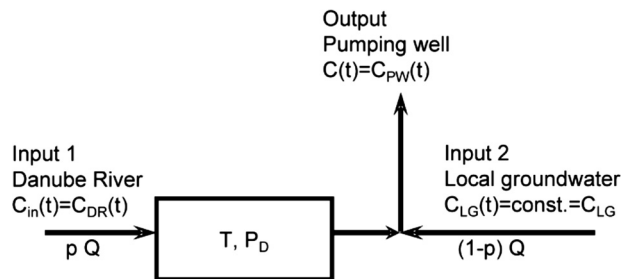 Output
Pumping well
C(t)=C_PW(t)
Input 1
Danube River
C_in(t)=C_DR(t)
p Q
T, P_D
Input 2
Local groundwater
C_LG(t)=const.=C_LG
(1-p) Q